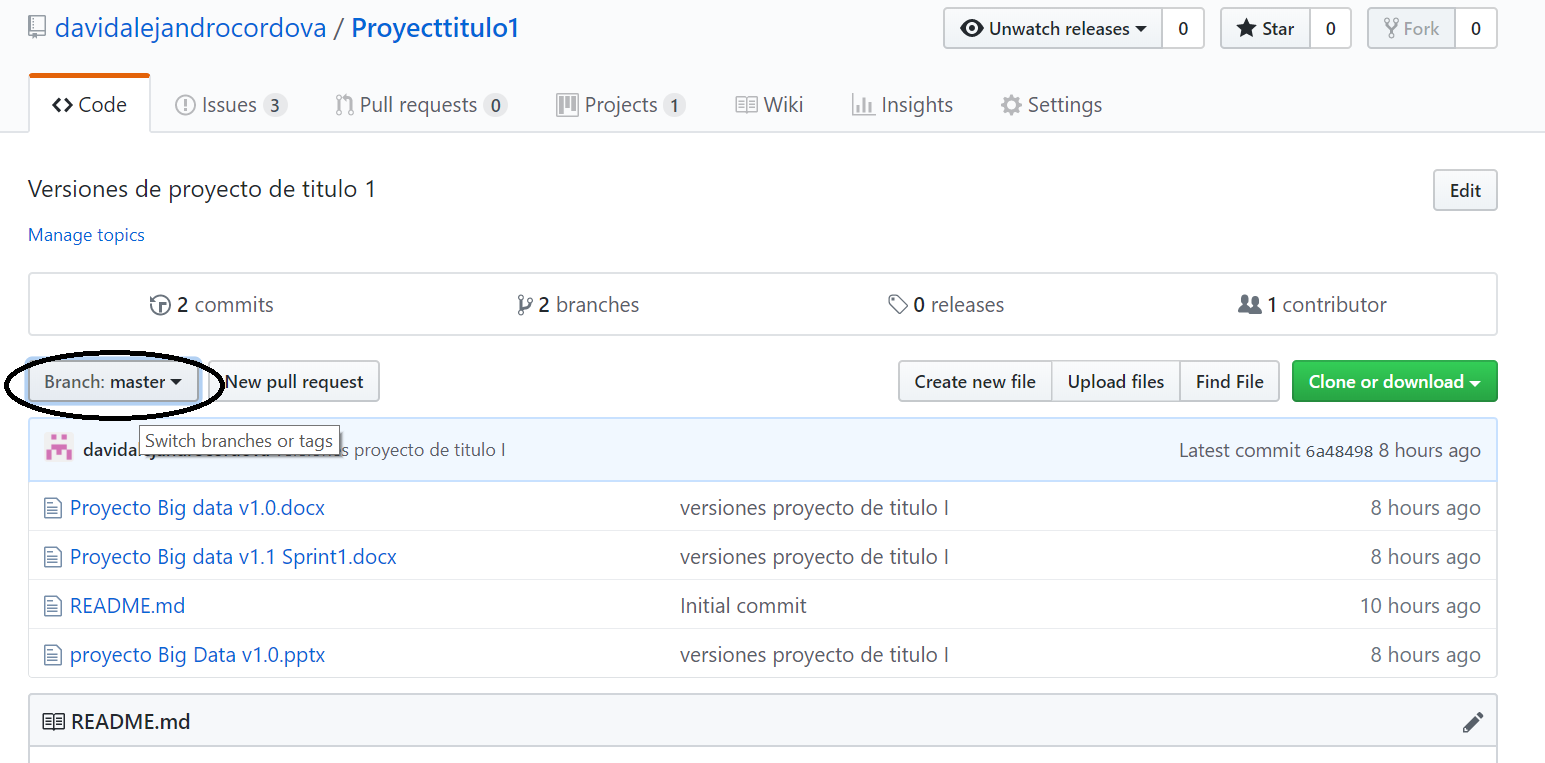 davidalejandrocordova / Proyecttitulo1
Unwatch releases 0 Star 0 Fork 0
Code Issues 3 Pull requests 0 Projects 1 Wiki Insights Settings
Versiones de proyecto de titulo 1
Edit
Manage topics
2 commits 2 branches 0 releases 1 contributor
Branch: master New pull request Create new file Upload files Find File Clone or download
Switch branches or tags
proyecto de titulo I Latest commit 6a48498 8 hours ago
Proyecto Big data v1.0.docx versiones proyecto de titulo I 8 hours ago
Proyecto Big data v1.1 Sprint1.docx versiones proyecto de titulo I 8 hours ago
README.md Initial commit 10 hours ago
proyecto Big Data v1.0.pptx versiones proyecto de titulo I 8 hours ago
README.md